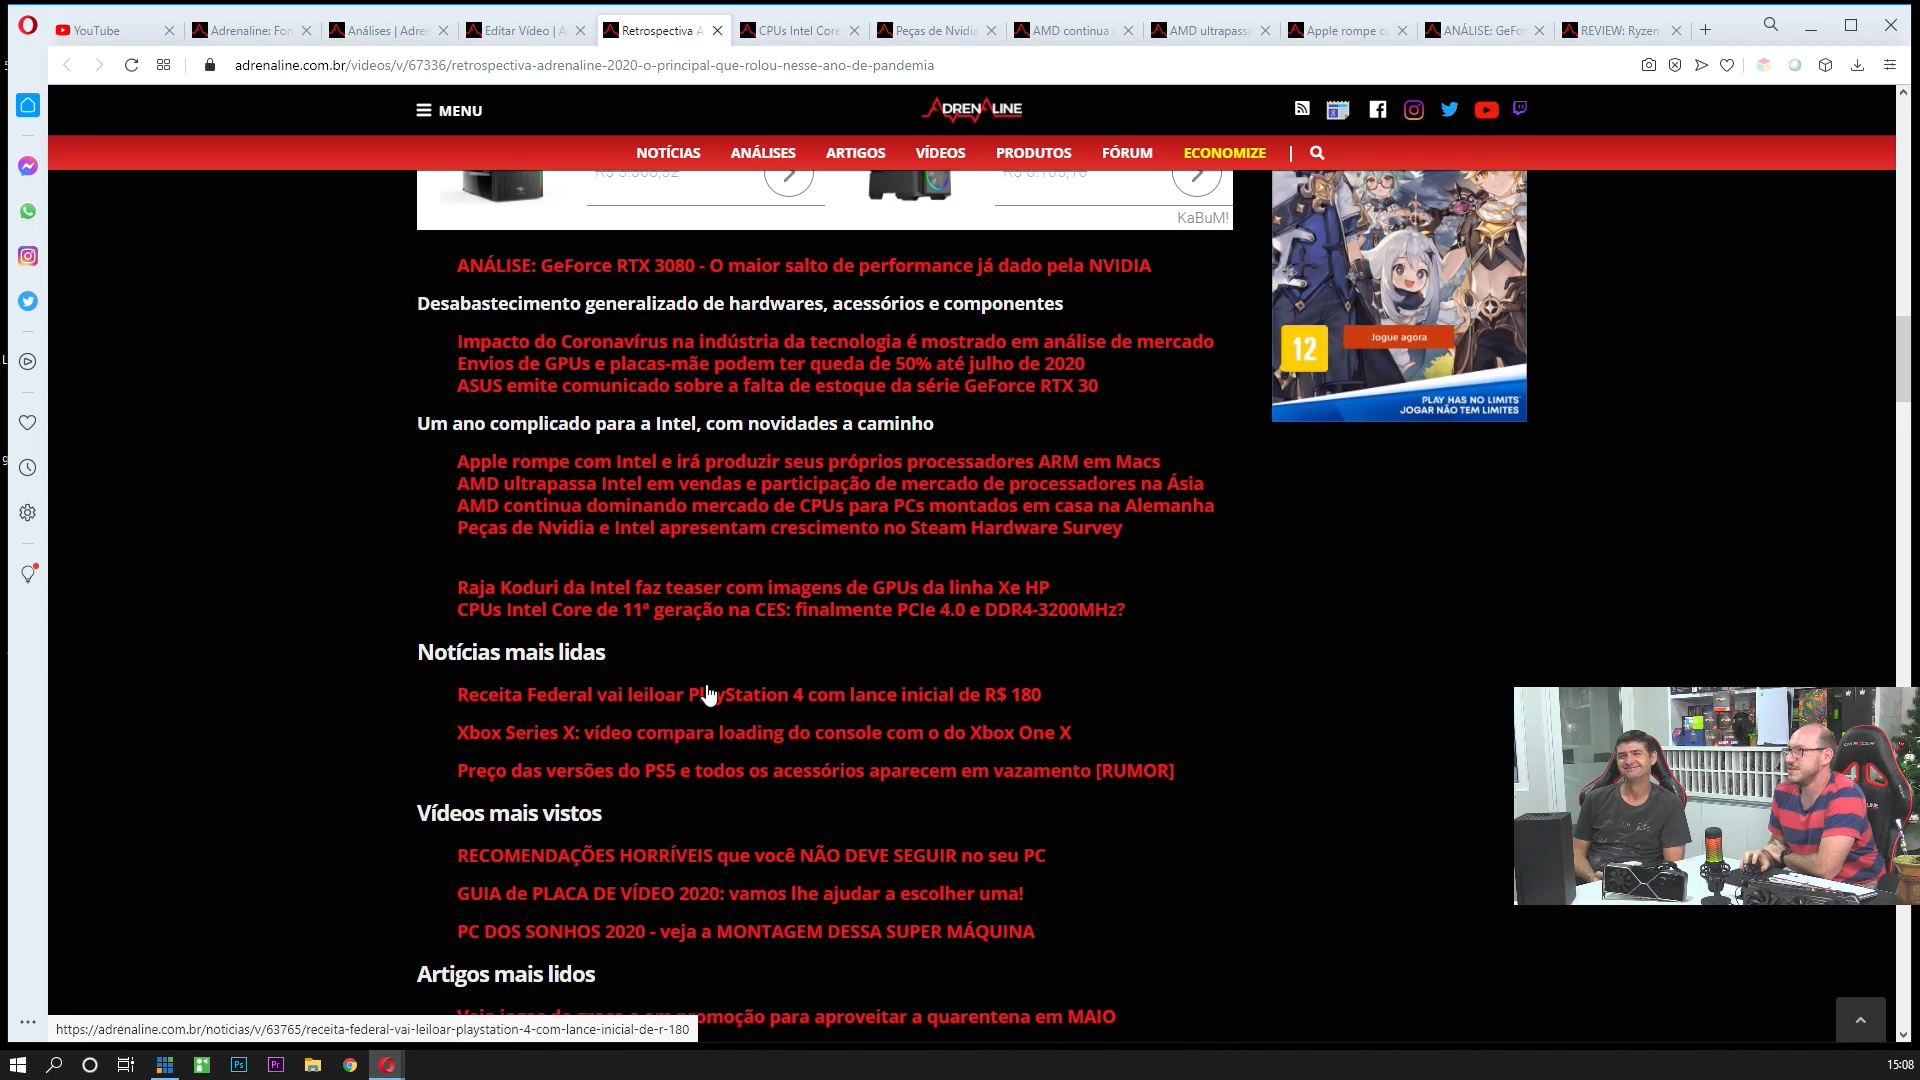 YouTube
Adrenaline: Fon
Análises | Adre
Editar Vídeo | A
Retrospectiva A
CPUs Intel Core
Peças de Nvidia
AMD continua
AMD ultrapassa
Apple rompe co
ANÁLISE: GeFo
REVIEW: Ryzen
adrenaline.com.br/videos/v/67336/retrospectiva-adrenaline-2020-o-principal-que-rolou-nesse-ano-de-pandemia
MENU
ADRENALINE
NOTÍCIAS
ANÁLISES
ARTIGOS
VÍDEOS
PRODUTOS
FÓRUM
ECONOMIZE
KaBuM!
ANÁLISE: GeForce RTX 3080 - O maior salto de performance já dado pela NVIDIA
Desabastecimento generalizado de hardwares, acessórios e componentes
Impacto do Coronavírus na indústria da tecnologia é mostrado em análise de mercado
Envios de GPUs e placas-mãe podem ter queda de 50% até julho de 2020
ASUS emite comunicado sobre a falta de estoque da série GeForce RTX 30
12
Jogue agora
PLAY HAS NO LIMITS
JOGAR NÃO TEM LIMITES
Um ano complicado para a Intel, com novidades a caminho
Apple rompe com Intel e irá produzir seus próprios processadores ARM em Macs
AMD ultrapassa Intel em vendas e participação de mercado de processadores na Ásia
AMD continua dominando mercado de CPUs para PCs montados em casa na Alemanha
Peças de Nvidia e Intel apresentam crescimento no Steam Hardware Survey
Raja Koduri da Intel faz teaser com imagens de GPUs da linha Xe HP
CPUs Intel Core de 11ª geração na CES: finalmente PCIe 4.0 e DDR4-3200MHz?
Notícias mais lidas
Receita Federal vai leiloar PlayStation 4 com lance inicial de R$ 180
Xbox Series X: vídeo compara loading do console com o do Xbox One X
Preço das versões do PS5 e todos os acessórios aparecem em vazamento [RUMOR]
Vídeos mais vistos
RECOMENDAÇÕES HORRÍVEIS que você NÃO DEVE SEGUIR no seu PC
GUIA de PLACA DE VÍDEO 2020: vamos lhe ajudar a escolher uma!
PC DOS SONHOS 2020 - veja a MONTAGEM DESSA SUPER MÁQUINA
Artigos mais lidos
promoção para aproveitar a quarentena em MAIO
https://adrenaline.com.br/noticias/v/63765/receita-federal-vai-leiloar-playstation-4-com-lance-inicial-de-r-180
Ps
Pr
15:08